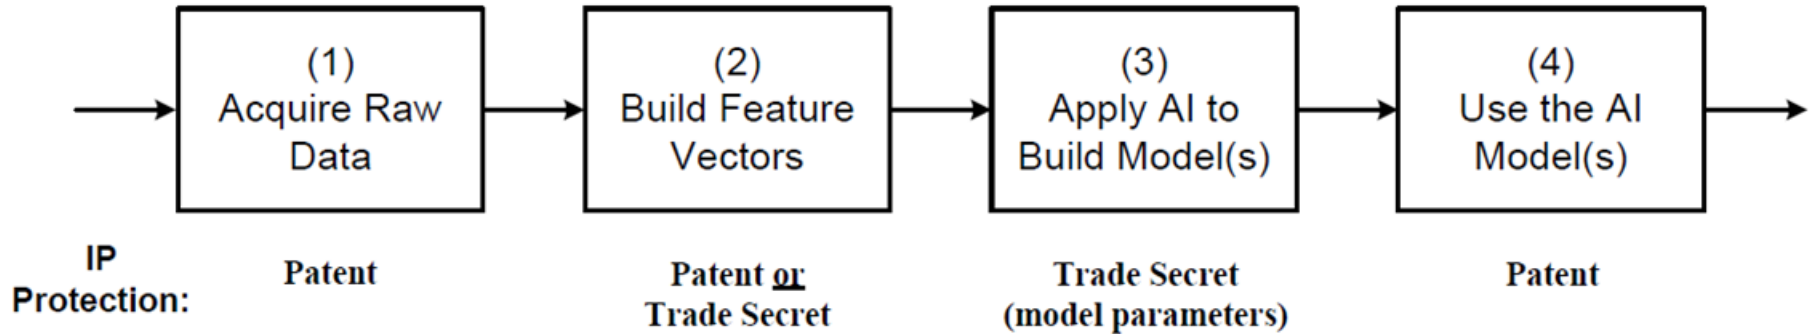 (1)
Acquire Raw
Data
(2)
Build Feature
Vectors
(3)
Apply AI to
Build Model(s)
(4)
Use the AI
Model(s)
IP
Protection:
Patent
Patent or
Trade Secret
Trade Secret
(model parameters)
Patent